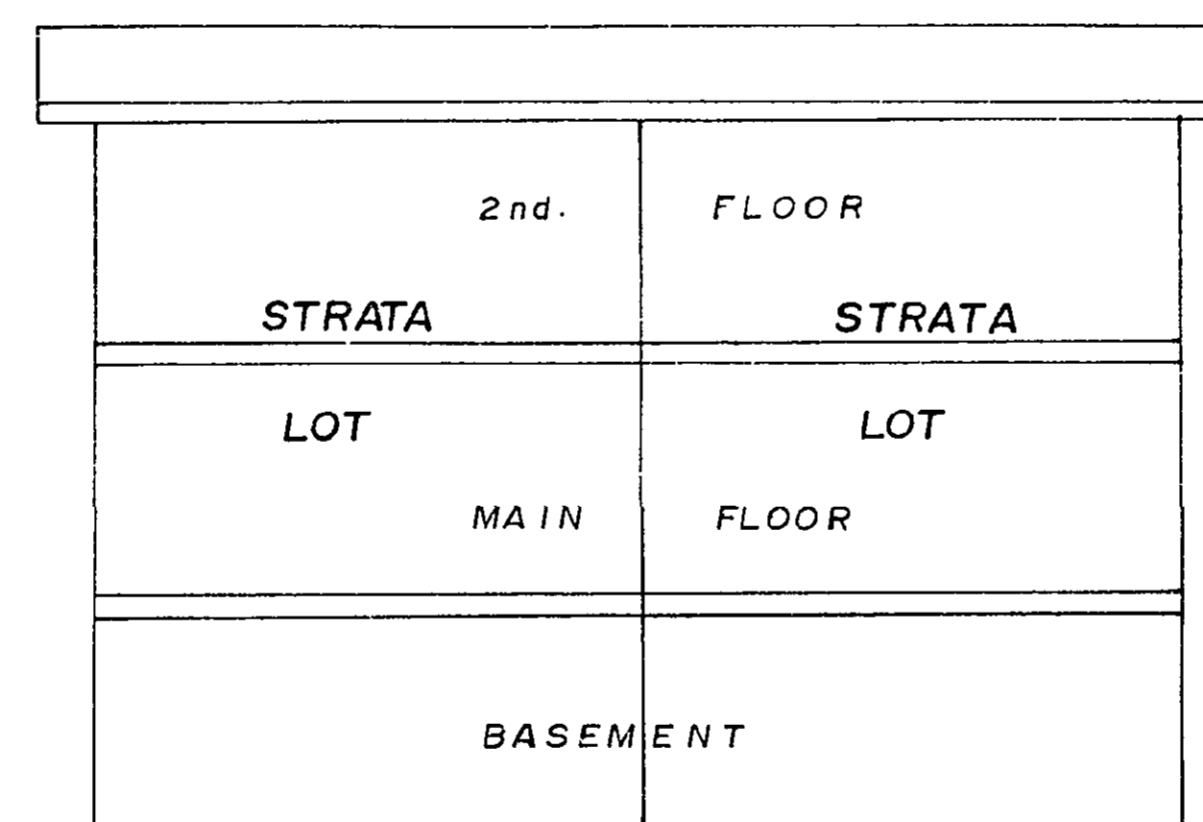 2nd. FLOOR
STRATA STRATA
LOT LOT
MAIN FLOOR
BASEMENT